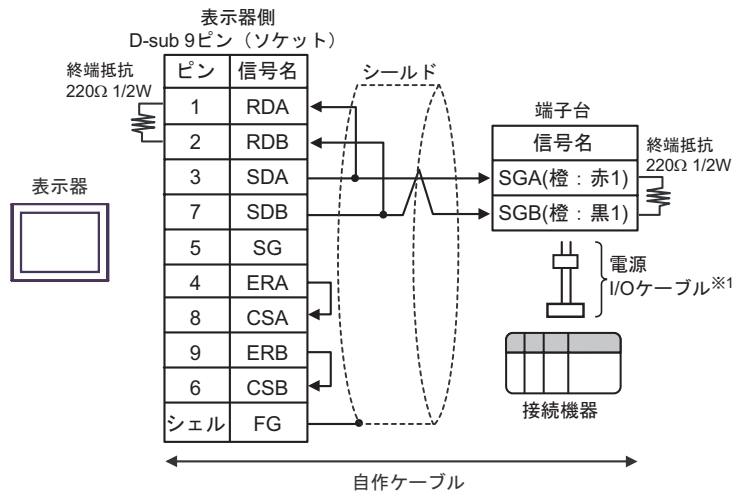 表示器側
D-sub 9ピン（ソケット）
終端抵抗
220Ω 1/2W
ピン 信号名
1 RDA
2 RDB
3 SDA
7 SDB
5 SG
4 ERA
8 CSA
9 ERB
6 CSB
シェル FG
シールド
表示器
端子台
信号名
SGA(橙：赤1)
SGB(橙：黒1)
終端抵抗
220Ω 1/2W
電源
I/Oケーブル※1
接続機器
自作ケーブル